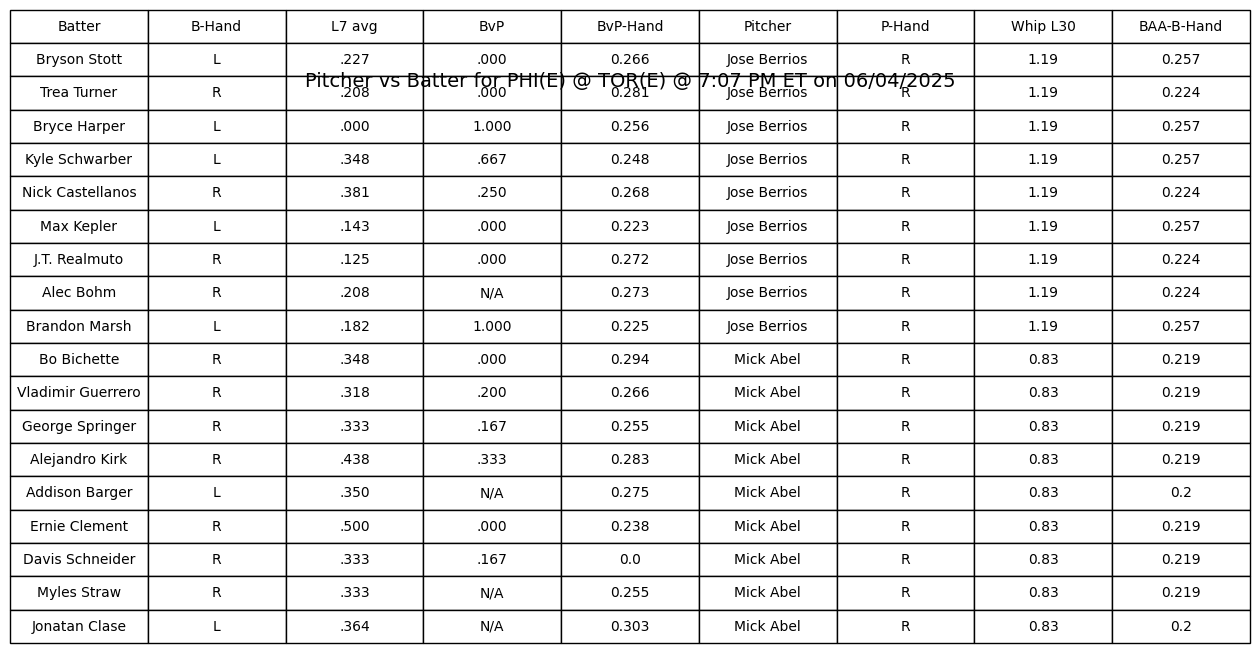 Batter B-Hand L7 avg BvP BvP-Hand Pitcher P-Hand Whip L30 BAA-B-Hand
Bryson Stott L .227 .000 0.266 Jose Berrios R 1.19 0.257
Pitcher vs Batter for PHI(E) @ TOR(E) @ 7:07 PM ET on 06/04/2025
Trea Turner R .208 .000 0.281 Jose Berrios R 1.19 0.224
Bryce Harper L .000 1.000 0.256 Jose Berrios R 1.19 0.257
Kyle Schwarber L .348 .667 0.248 Jose Berrios R 1.19 0.257
Nick Castellanos R .381 .250 0.268 Jose Berrios R 1.19 0.224
Max Kepler L .143 .000 0.223 Jose Berrios R 1.19 0.257
J.T. Realmuto R .125 .000 0.272 Jose Berrios R 1.19 0.224
Alec Bohm R .208 N/A 0.273 Jose Berrios R 1.19 0.224
Brandon Marsh L .182 1.000 0.225 Jose Berrios R 1.19 0.257
Bo Bichette R .348 .000 0.294 Mick Abel R 0.83 0.219
Vladimir Guerrero R .318 .200 0.266 Mick Abel R 0.83 0.219
George Springer R .333 .167 0.255 Mick Abel R 0.83 0.219
Alejandro Kirk R .438 .333 0.283 Mick Abel R 0.83 0.219
Addison Barger L .350 N/A 0.275 Mick Abel R 0.83 0.2
Ernie Clement R .500 .000 0.238 Mick Abel R 0.83 0.219
Davis Schneider R .333 .167 0.0 Mick Abel R 0.83 0.219
Myles Straw R .333 N/A 0.255 Mick Abel R 0.83 0.219
Jonatan Clase L .364 N/A 0.303 Mick Abel R 0.83 0.2